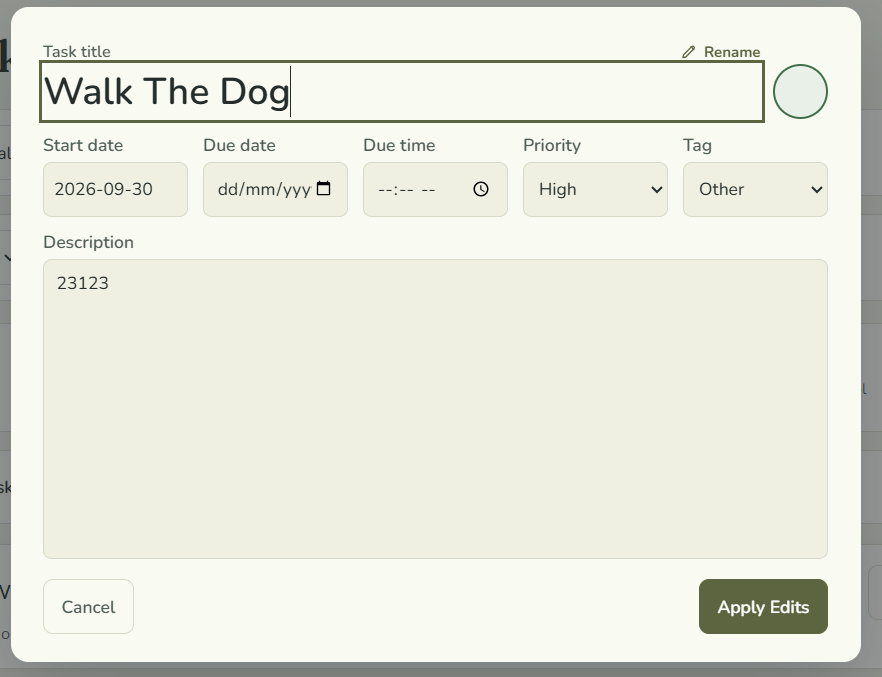 Task title
Rename
Walk The Dog
Start date Due date Due time Priority Tag
2026-09-30 dd/mm/yyy --:-- -- High Other
Description
23123
Cancel Apply Edits